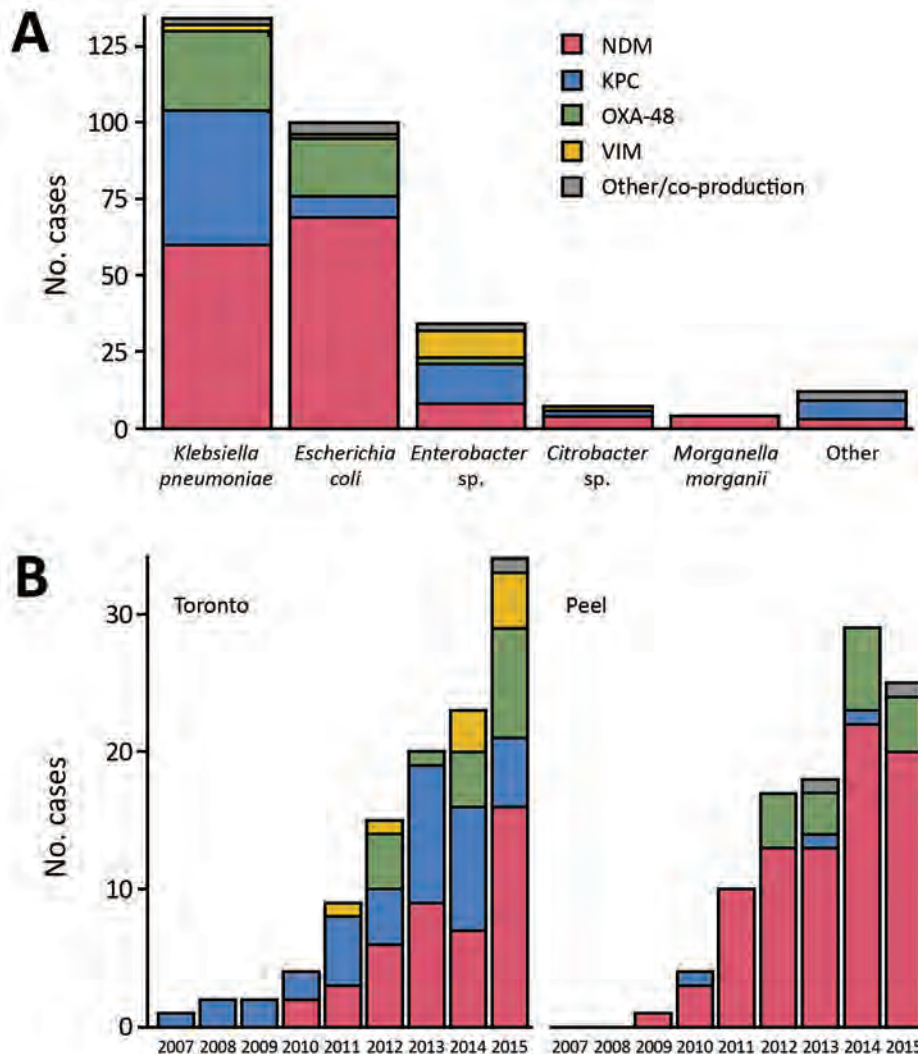 A
No. cases
125
100
75
50
25
0
NDM
KPC
OXA-48
VIM
Other/co-production
Klebsiella
pneumoniae
Escherichia
coli
Enterobacter
sp.
Citrobacter
sp.
Morganella
morganii
Other
B
No. cases
30
20
10
0
Toronto
Peel
2007 2008 2009 2010 2011 2012 2013 2014 2015
2007 2008 2009 2010 2011 2012 2013 2014 2015